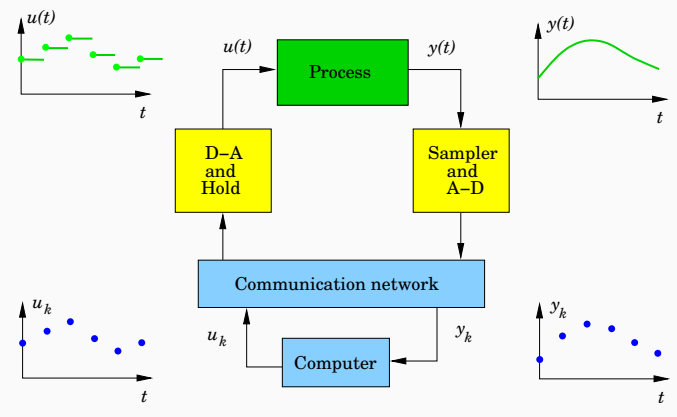 u(t)
t
u(t)
Process
y(t)
y(t)
t
D–A
and
Hold
Sampler
and
A–D
Communication network
u_k
t
u_k
Computer
y_k
y_k
t